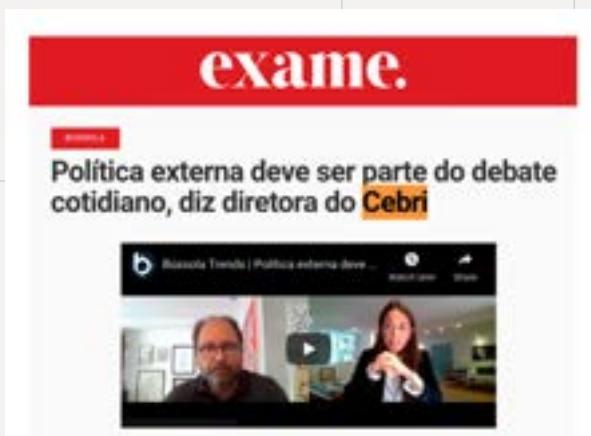 exame.
BÚSSOLA
Política externa deve ser parte do debate
cotidiano, diz diretora do Cebri
Bússola Trends | Política externa deve ...
Watch later
Share